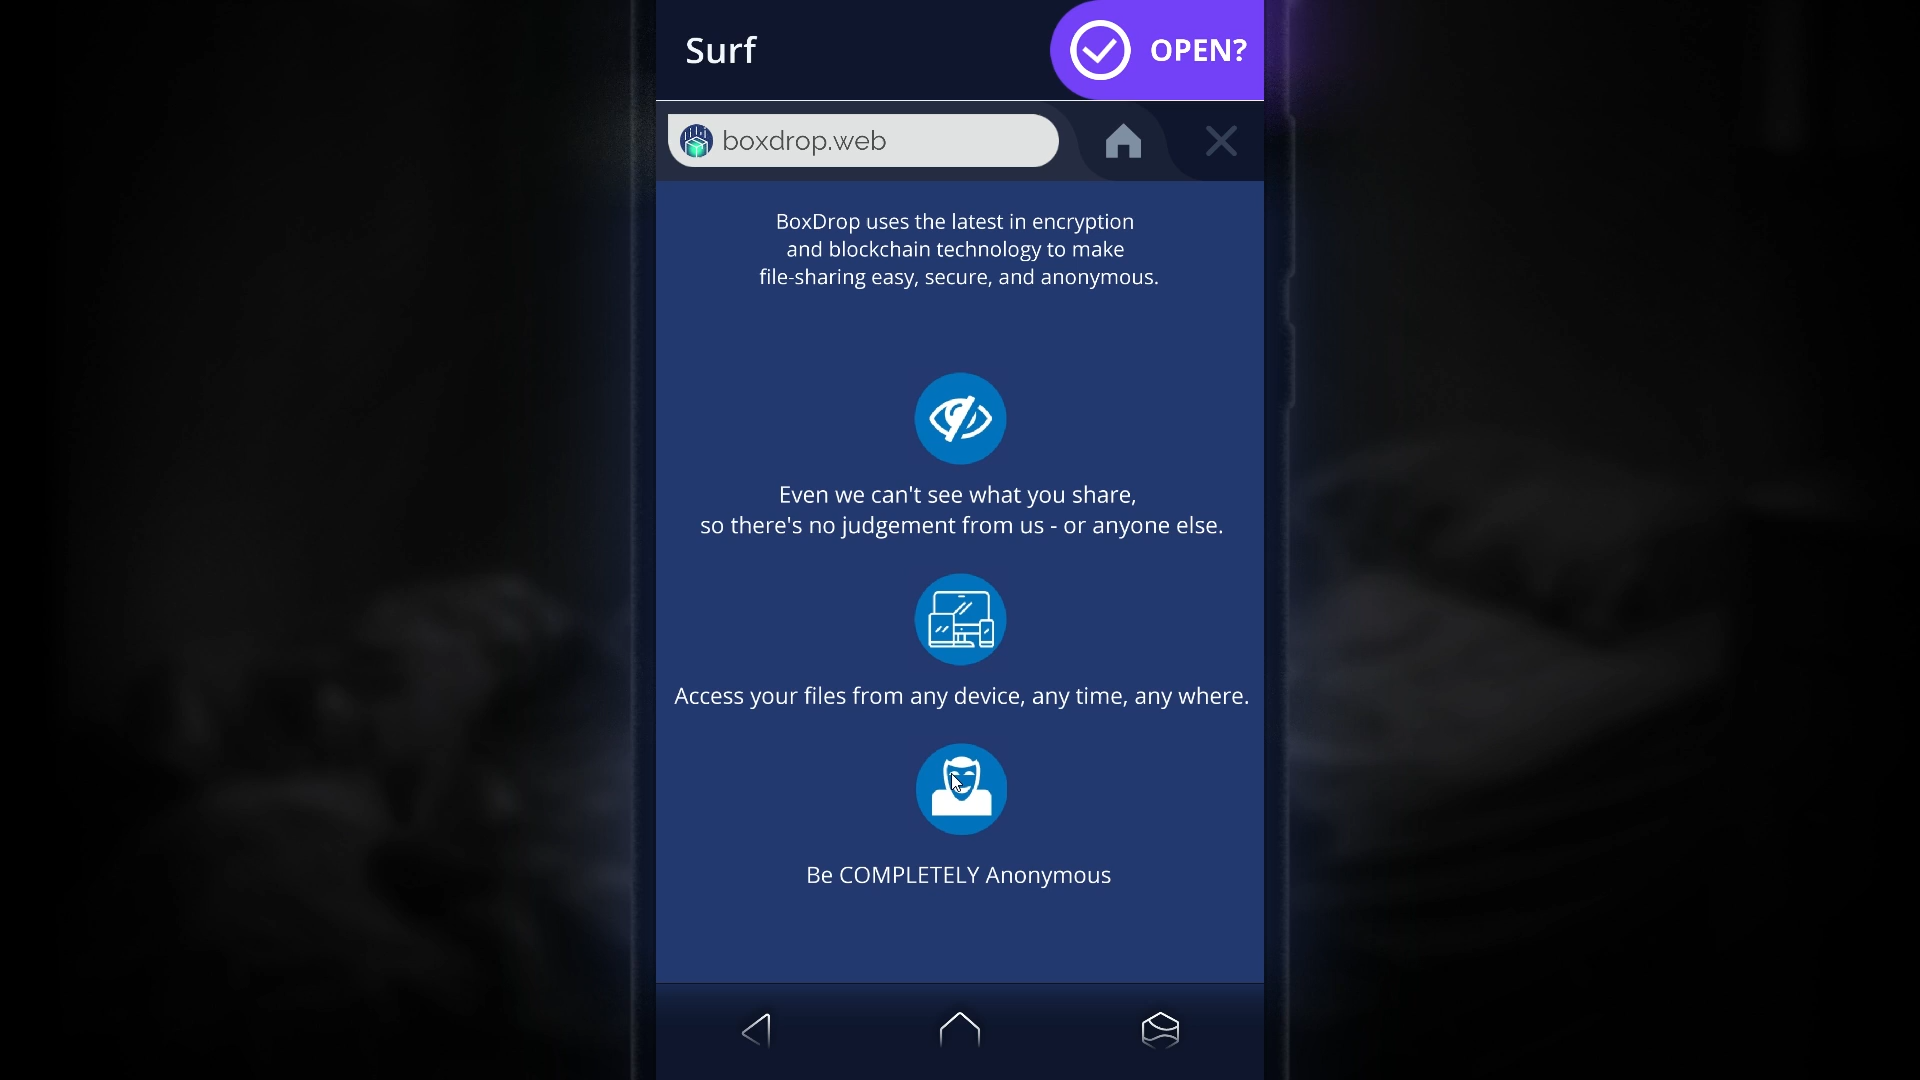 Surf
OPEN?
boxdrop.web
BoxDrop uses the latest in encryption
and blockchain technology to make
file-sharing easy, secure, and anonymous.
Even we can't see what you share,
so there's no judgement from us - or anyone else.
Access your files from any device, any time, any where.
Be COMPLETELY Anonymous